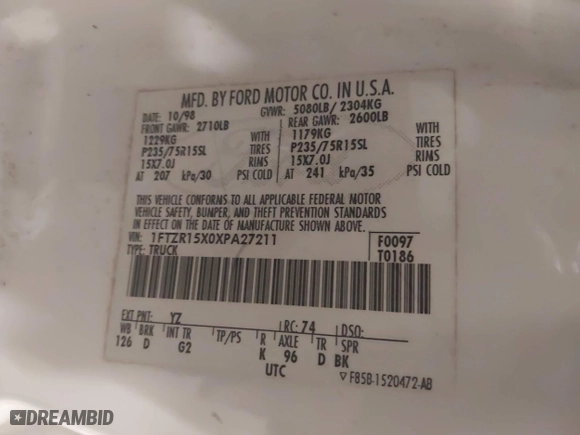 MFD. BY FORD MOTOR CO. IN U.S.A.
DATE: 10/98 GVWR: 5080LB/ 2304KG
FRONT GAWR: 2710LB REAR GAWR: 2600LB
1229KG WITH 1179KG WITH
P235/75R15SL TIRES P235/75R15SL TIRES
15X7.0J RIMS 15X7.0J RIMS
AT 207 kPa/30 PSI COLD AT 241 kPa/35 PSI COLD
THIS VEHICLE CONFORMS TO ALL APPLICABLE FEDERAL MOTOR
VEHICLE SAFETY, BUMPER, AND THEFT PREVENTION STANDARDS
IN EFFECT ON THE DATE OF MANUFACTURE SHOWN ABOVE.
VIN: 1FTZR15X0XPA27211 F0097
TYPE: TRUCK T0186
EXT PNT: YZ RC: 74 DSO:
WB BRK INT TR TP/PS R AXLE TR SPR
126 D G2 K 96 D BK
UTC
▽ F85B-1520472-AB
DREAMBID